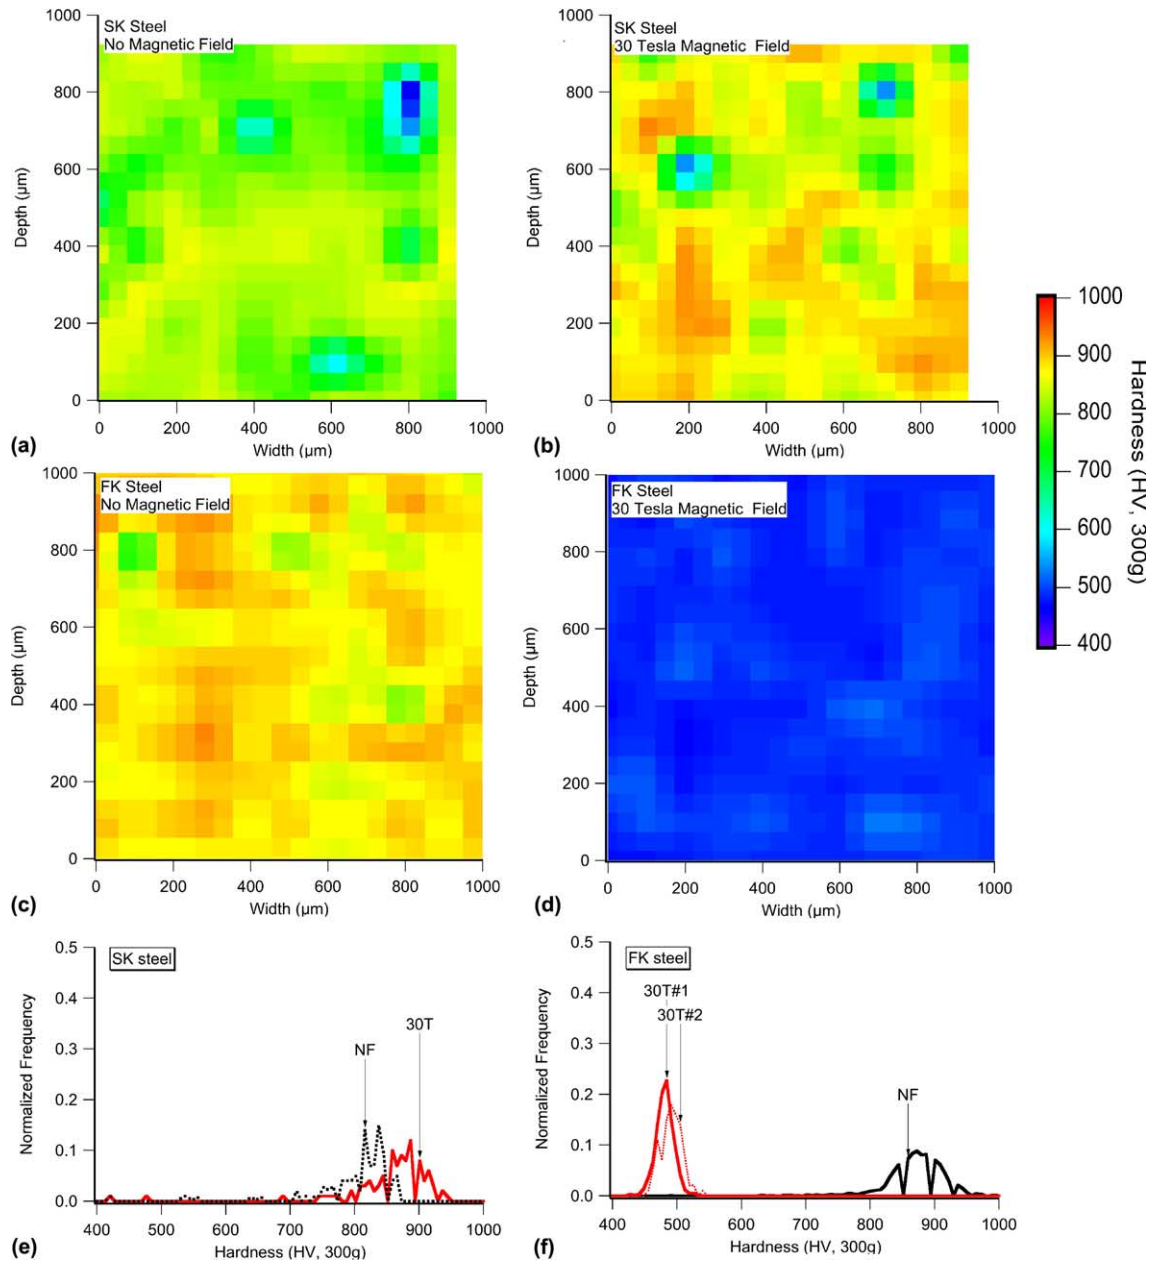 1000
800
600
400
200
0
SK Steel
No Magnetic Field
Depth (μm)
0 200 400 600 800 1000
Width (μm)
(a)
1000
800
600
400
200
0
SK Steel
30 Tesla Magnetic Field
Depth (μm)
0 200 400 600 800 1000
Width (μm)
(b)
1000
900
800
700
600
500
400
Hardness (HV, 300g)
1000
800
600
400
200
0
FK Steel
No Magnetic Field
Depth (μm)
0 200 400 600 800 1000
Width (μm)
(c)
1000
800
600
400
200
0
FK Steel
30 Tesla Magnetic Field
Depth (μm)
0 200 400 600 800 1000
Width (μm)
(d)
0.5
0.4
0.3
0.2
0.1
0.0
SK steel
30T
NF
Normalized Frequency
400 500 600 700 800 900 1000
Hardness (HV, 300g)
(e)
0.5
0.4
0.3
0.2
0.1
0.0
FK steel
30T#1
30T#2
NF
Normalized Frequency
400 500 600 700 800 900 1000
Hardness (HV, 300g)
(f)